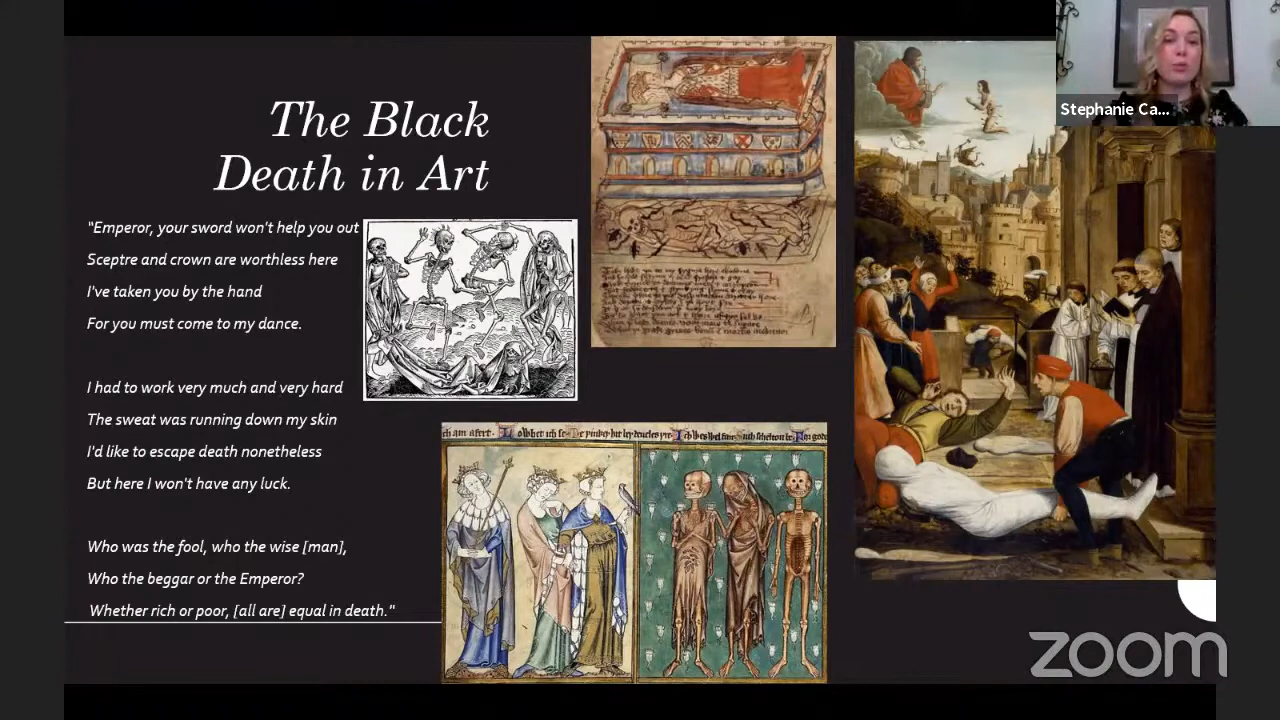 The Black
Death in Art
"Emperor, your sword won't help you out
Sceptre and crown are worthless here
I've taken you by the hand
For you must come to my dance.
I had to work very much and very hard
The sweat was running down my skin
I'd like to escape death nonetheless
But here I won't have any luck.
Who was the fool, who the wise [man],
Who the beggar or the Emperor?
Whether rich or poor, [all are] equal in death."
Stephanie Ca...
zoom